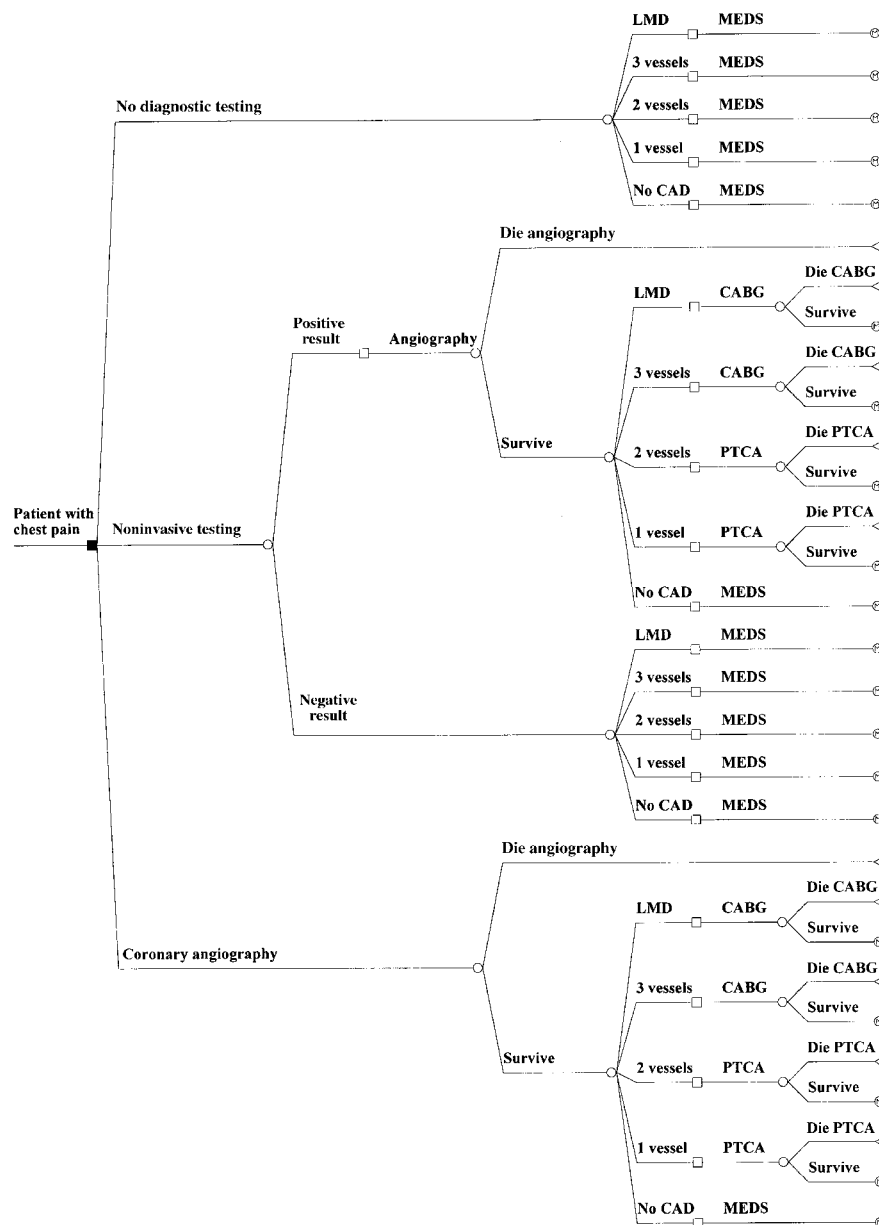 LMD MEDS
3 vessels MEDS
No diagnostic testing
2 vessels MEDS
1 vessel MEDS
No CAD MEDS
Die angiography
Die CABG
LMD CABG
Survive
Positive
result
Angiography
Die CABG
3 vessels CABG
Survive
Die PTCA
Survive
2 vessels PTCA
Survive
Patient with
chest pain
Noninvasive testing
Die PTCA
1 vessel PTCA
Survive
No CAD MEDS
LMD MEDS
3 vessels MEDS
Negative
result
2 vessels MEDS
1 vessel MEDS
No CAD MEDS
Die angiography
Die CABG
LMD CABG
Survive
Coronary angiography
Die CABG
3 vessels CABG
Survive
Die PTCA
Survive
2 vessels PTCA
Survive
Die PTCA
1 vessel PTCA
Survive
No CAD MEDS